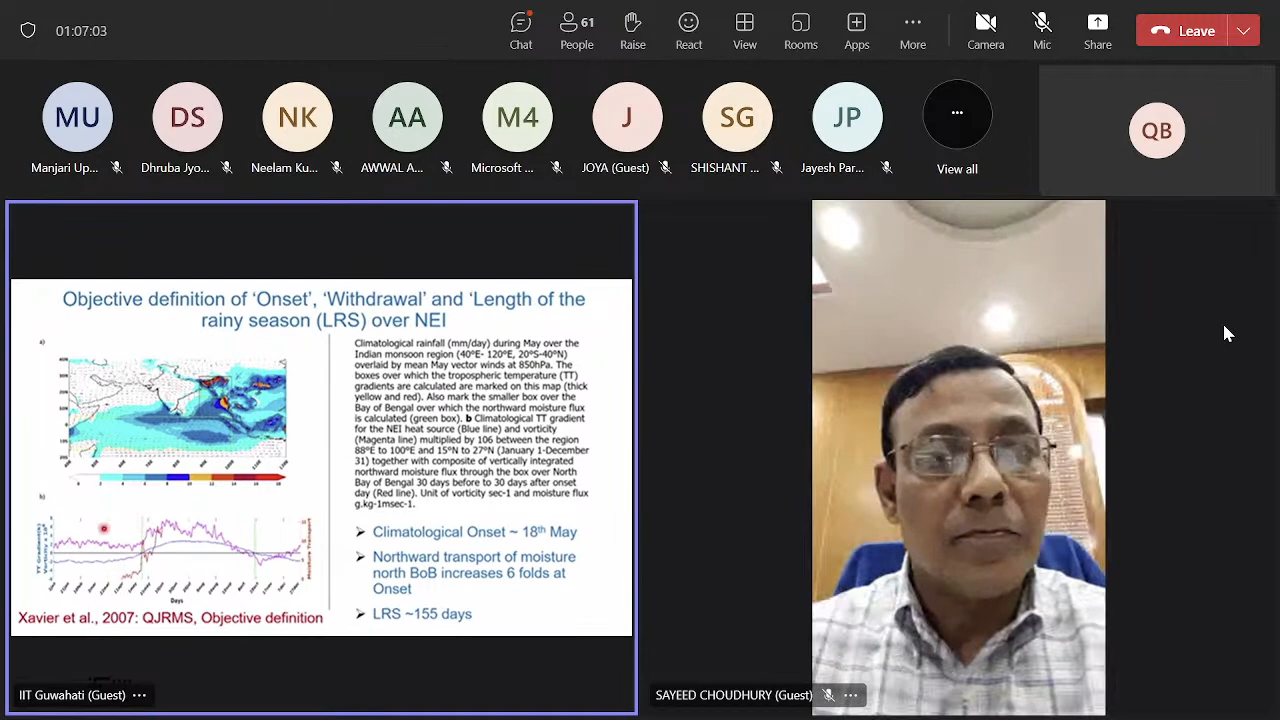 01:07:03
Chat
61
People
Raise
React
View
Rooms
Apps
More
Camera
Mic
Share
Leave
MU
DS
NK
AA
M4
J
SG
JP
QB
Manjari Up...
Dhruba Jyo...
Neelam Ku...
AWWAL A...
Microsoft ...
JOYA (Guest)
SHISHANT ...
Jayesh Par...
View all
Objective definition of ‘Onset’, ‘Withdrawal’ and ‘Length of the
rainy season (LRS) over NEI
a)
Climatological rainfall (mm/day) during May over the
Indian monsoon region (40°E- 120°E, 20°S-40°N)
overlaid by mean May vector winds at 850hPa. The
boxes over which the tropospheric temperature (TT)
gradients are calculated are marked on this map (thick
yellow and red). Also mark the smaller box over the
Bay of Bengal over which the northward moisture flux
is calculated (green box). b Climatological TT gradient
for the NEI heat source (Blue line) and vorticity
(Magenta line) multiplied by 106 between the region
88°E to 100°E and 15°N to 27°N (January 1-December
31) together with composite of vertically integrated
northward moisture flux through the box over North
Bay of Bengal 30 days before to 30 days after onset
day (Red line). Unit of vorticity sec-1 and moisture flux
g.kg-1msec-1.
b)
Days
Xavier et al., 2007: QJRMS, Objective definition
➢ Climatological Onset ~ 18th May
➢ Northward transport of moisture
north BoB increases 6 folds at
Onset
➢ LRS ~155 days
IIT Guwahati (Guest)
SAYEED CHOUDHURY (Guest)